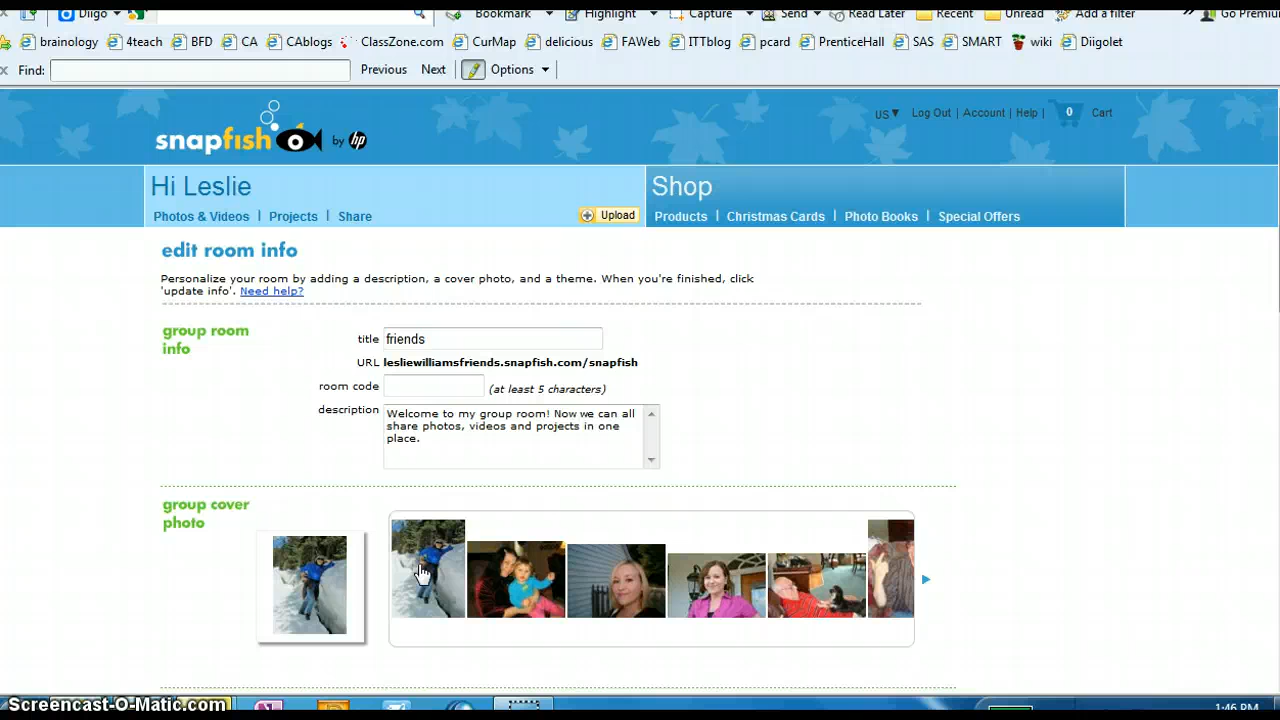 Diigo Bookmark Highlight Capture Send Read Later Recent Unread Add a filter » Go Premium
brainology 4teach BFD CA CAblogs ClassZone.com CurMap delicious FAWeb ITTblog pcard PrenticeHall SAS SMART wiki Diigolet
x Find: Previous Next Options
US Log Out | Account | Help | 0 Cart
snapfish by hp
Hi Leslie Shop
Photos & Videos | Projects | Share Upload Products | Christmas Cards | Photo Books | Special Offers
edit room info
Personalize your room by adding a description, a cover photo, and a theme. When you're finished, click
'update info'. Need help?
group room
info
title friends
URL lesliewilliamsfriends.snapfish.com/snapfish
room code (at least 5 characters)
description Welcome to my group room! Now we can all
share photos, videos and projects in one
place.
group cover
photo
Screencast-O-Matic.com 1:46 PM